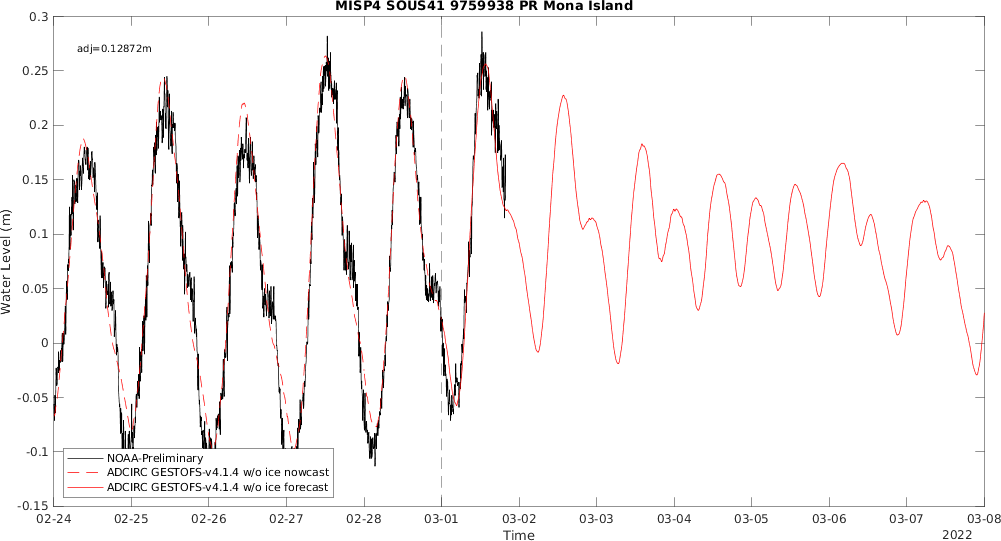 MISP4 SOUS41 9759938 PR Mona Island
adj=0.12872m
0.3
0.25
0.2
0.15
0.1
0.05
0
-0.05
-0.1
-0.15
Water Level (m)
NOAA-Preliminary
ADCIRC GESTOFS-v4.1.4 w/o ice nowcast
ADCIRC GESTOFS-v4.1.4 w/o ice forecast
02-24 02-25 02-26 02-27 02-28 03-01 03-02 03-03 03-04 03-05 03-06 03-07 03-08
Time
2022